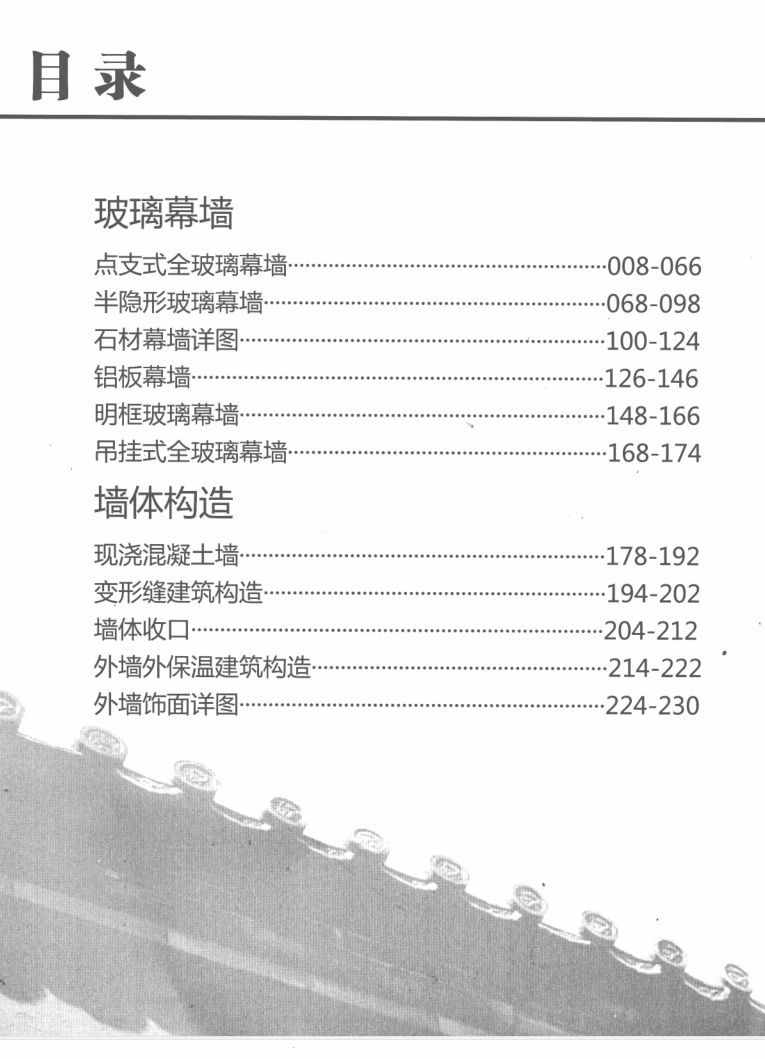 目录
玻璃幕墙
点支式全玻璃幕墙························008-066
半隐形玻璃幕墙························068-098
石材幕墙详图························100-124
铝板幕墙························126-146
明框玻璃幕墙························148-166
吊挂式全玻璃幕墙························168-174
墙体构造
现浇混凝土墙························178-192
变形缝建筑构造························194-202
墙体收口························204-212
外墙外保温建筑构造························214-222
外墙饰面详图························224-230